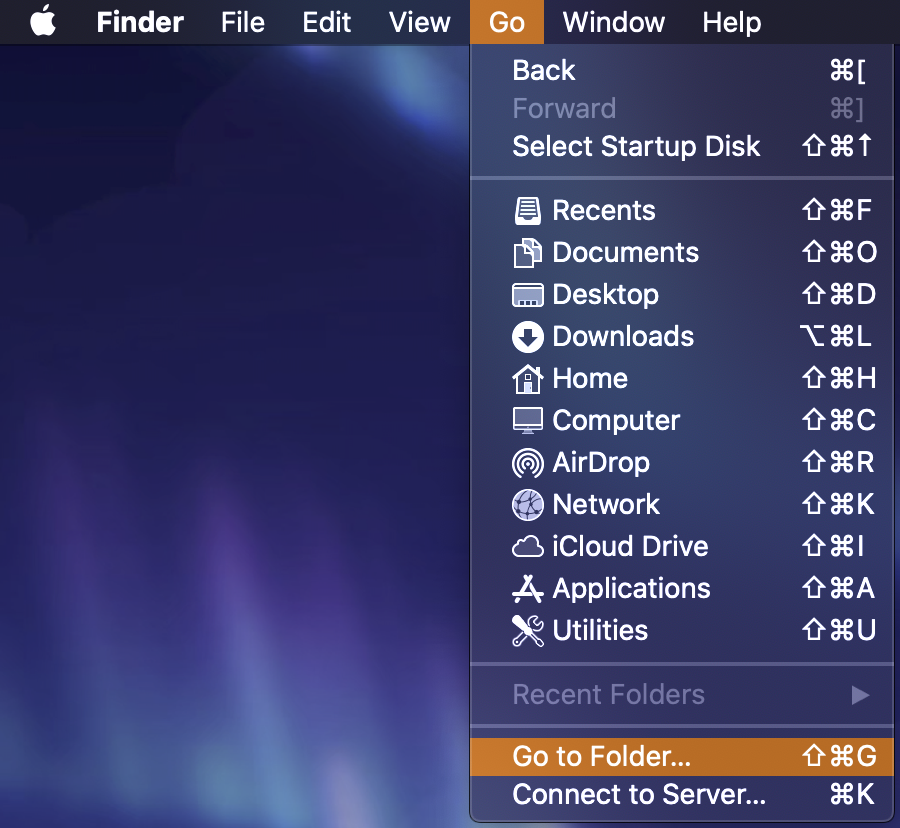 Finder File Edit View Go Window Help
Back ⌘[
Forward ⌘]
Select Startup Disk ⇧⌘↑
Recents ⇧⌘F
Documents ⇧⌘O
Desktop ⇧⌘D
Downloads ⌥⌘L
Home ⇧⌘H
Computer ⇧⌘C
AirDrop ⇧⌘R
Network ⇧⌘K
iCloud Drive ⇧⌘I
Applications ⇧⌘A
Utilities ⇧⌘U
Recent Folders ▶
Go to Folder... ⇧⌘G
Connect to Server... ⌘K